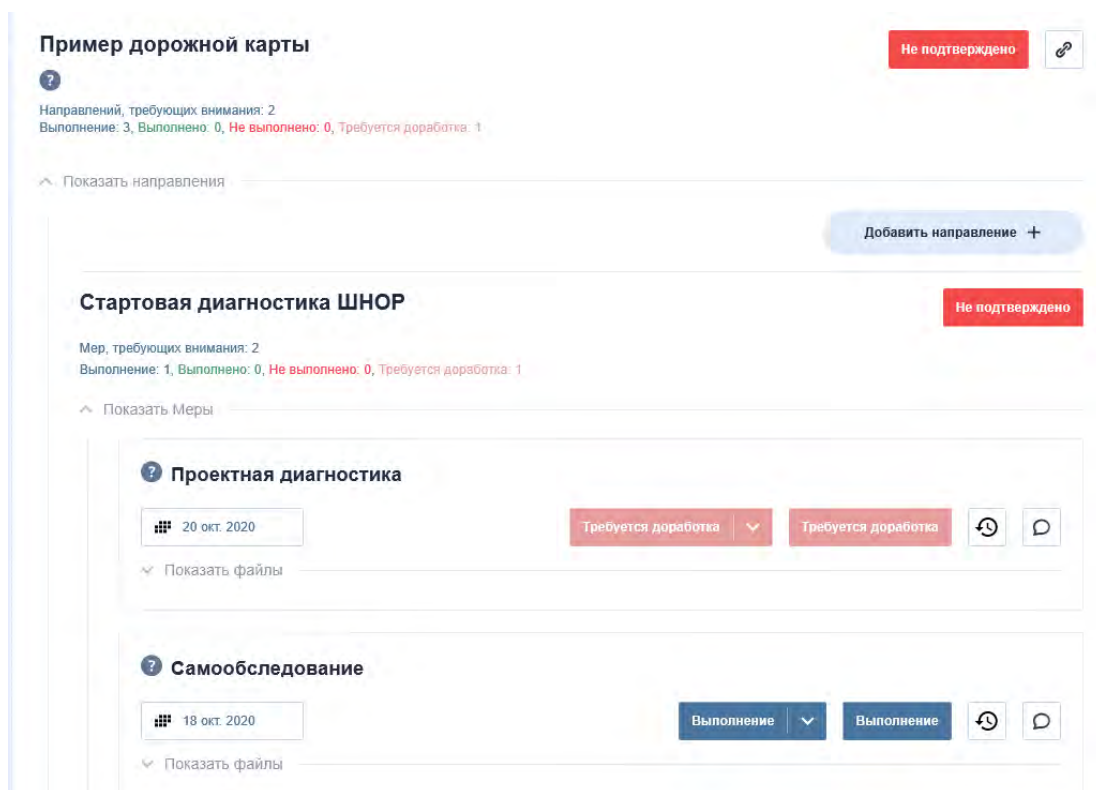 Пример дорожной карты
Не подтверждено
?
Направлений, требующих внимания: 2
Выполнение: 3, Выполнено: 0, Не выполнено: 0, Требуется доработка: 1
Показать направления
Добавить направление +
Стартовая диагностика ШНОР
Не подтверждено
Мер, требующих внимания: 2
Выполнение: 1, Выполнено: 0, Не выполнено: 0, Требуется доработка: 1
Показать Меры
? Проектная диагностика
20 окт. 2020 Требуется доработка Требуется доработка
Показать файлы
? Самообследование
18 окт. 2020 Выполнение Выполнение
Показать файлы